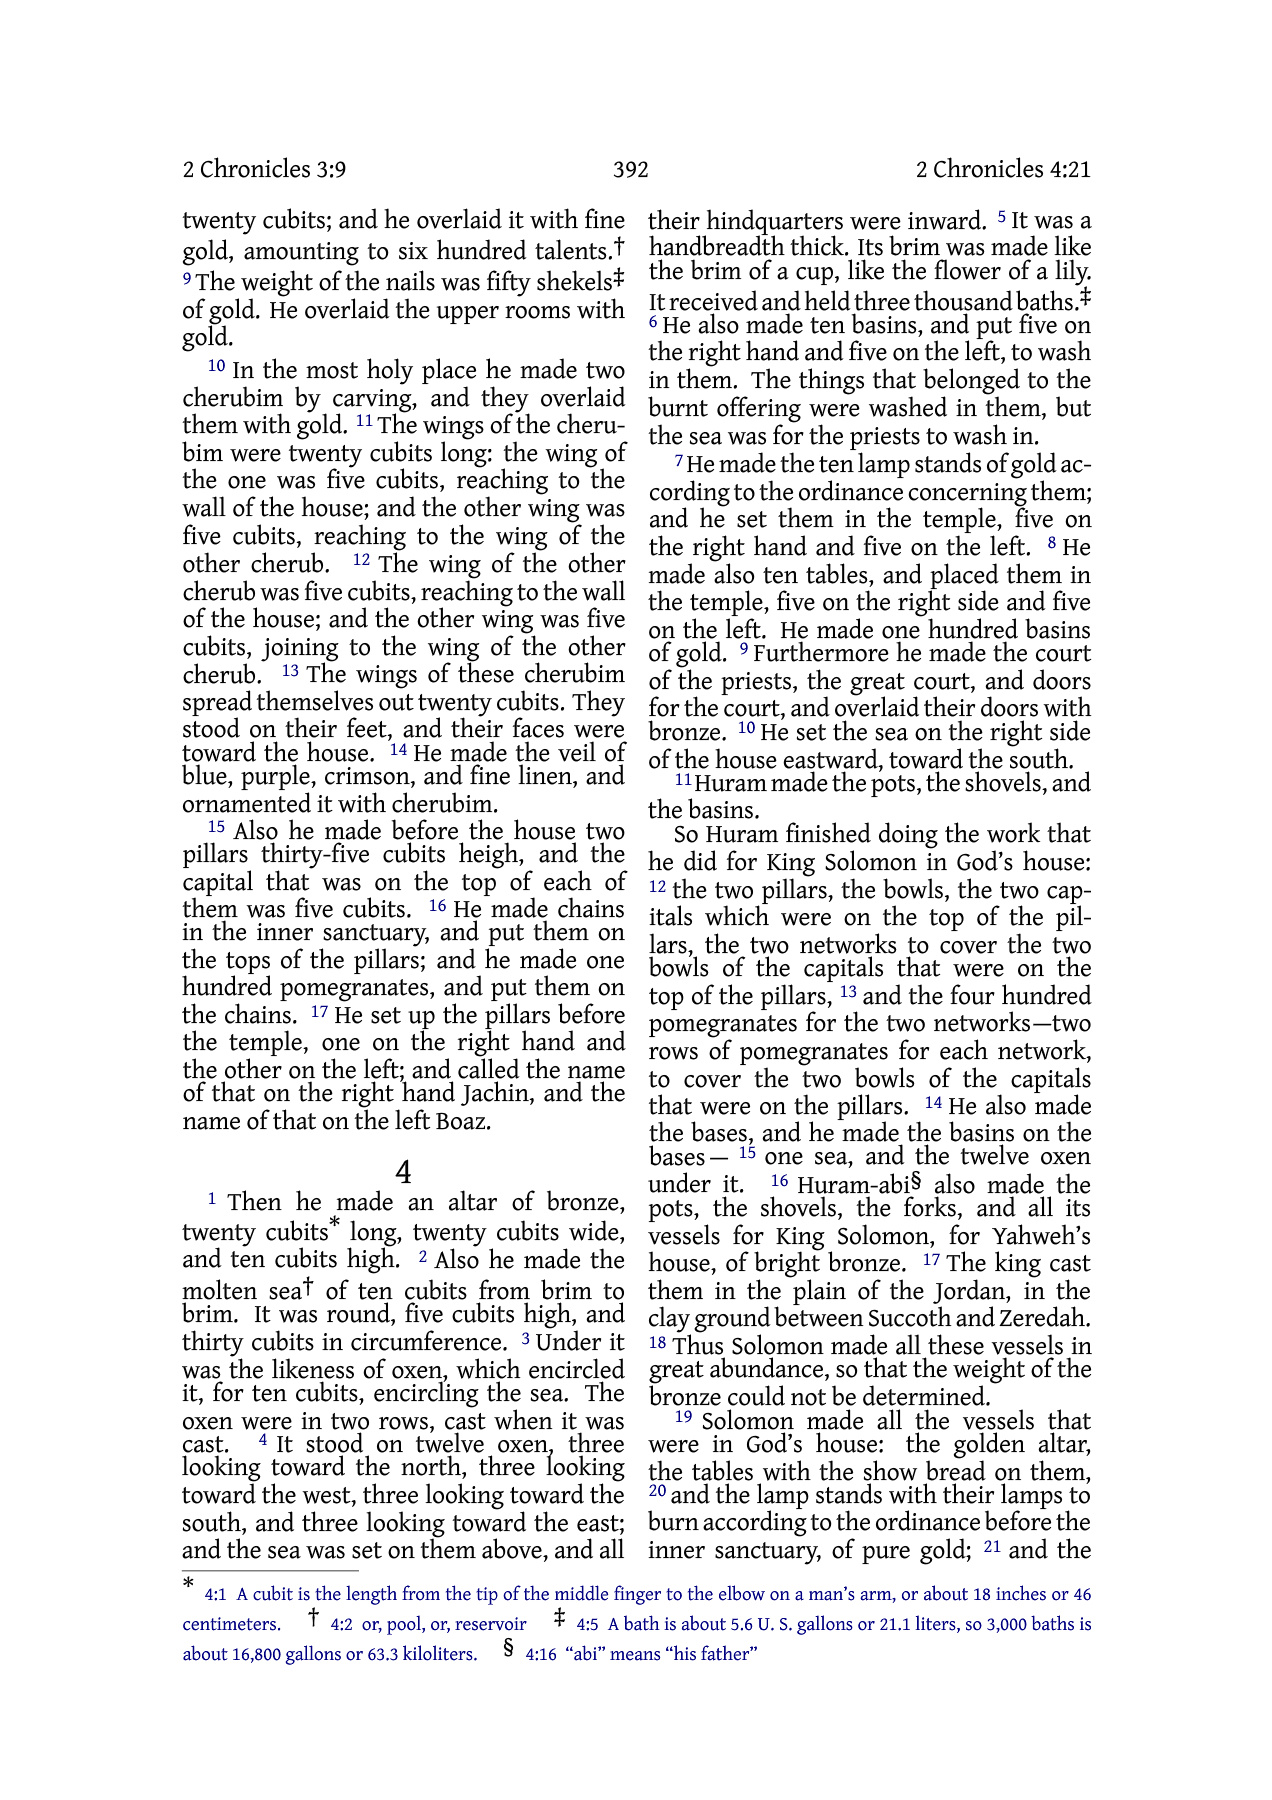 2 Chronicles 3:9 392 2 Chronicles 4:21
twenty cubits; and he overlaid it with fine
gold, amounting to six hundred talents.†
9 The weight of the nails was fifty shekels‡
of gold. He overlaid the upper rooms with
gold.
10 In the most holy place he made two
cherubim by carving, and they overlaid
them with gold. 11 The wings of the cheru-
bim were twenty cubits long: the wing of
the one was five cubits, reaching to the
wall of the house; and the other wing was
five cubits, reaching to the wing of the
other cherub. 12 The wing of the other
cherub was five cubits, reaching to the wall
of the house; and the other wing was five
cubits, joining to the wing of the other
cherub. 13 The wings of these cherubim
spread themselves out twenty cubits. They
stood on their feet, and their faces were
toward the house. 14 He made the veil of
blue, purple, crimson, and fine linen, and
ornamented it with cherubim.
15 Also he made before the house two
pillars thirty-five cubits heigh, and the
capital that was on the top of each of
them was five cubits. 16 He made chains
in the inner sanctuary, and put them on
the tops of the pillars; and he made one
hundred pomegranates, and put them on
the chains. 17 He set up the pillars before
the temple, one on the right hand and
the other on the left; and called the name
of that on the right hand Jachin, and the
name of that on the left Boaz.
4
1 Then he made an altar of bronze,
twenty cubits* long, twenty cubits wide,
and ten cubits high. 2 Also he made the
molten sea† of ten cubits from brim to
brim. It was round, five cubits high, and
thirty cubits in circumference. 3 Under it
was the likeness of oxen, which encircled
it, for ten cubits, encircling the sea. The
oxen were in two rows, cast when it was
cast. 4 It stood on twelve oxen, three
looking toward the north, three looking
toward the west, three looking toward the
south, and three looking toward the east;
and the sea was set on them above, and all
their hindquarters were inward. 5 It was a
handbreadth thick. Its brim was made like
the brim of a cup, like the flower of a lily.
It received and held three thousand baths.‡
6 He also made ten basins, and put five on
the right hand and five on the left, to wash
in them. The things that belonged to the
burnt offering were washed in them, but
the sea was for the priests to wash in.
7 He made the ten lamp stands of gold ac-
cording to the ordinance concerning them;
and he set them in the temple, five on
the right hand and five on the left. 8 He
made also ten tables, and placed them in
the temple, five on the right side and five
on the left. He made one hundred basins
of gold. 9 Furthermore he made the court
of the priests, the great court, and doors
for the court, and overlaid their doors with
bronze. 10 He set the sea on the right side
of the house eastward, toward the south.
11 Huram made the pots, the shovels, and
the basins.
So Huram finished doing the work that
he did for King Solomon in God’s house:
12 the two pillars, the bowls, the two cap-
itals which were on the top of the pil-
lars, the two networks to cover the two
bowls of the capitals that were on the
top of the pillars, 13 and the four hundred
pomegranates for the two networks—two
rows of pomegranates for each network,
to cover the two bowls of the capitals
that were on the pillars. 14 He also made
the bases, and he made the basins on the
bases— 15 one sea, and the twelve oxen
under it. 16 Huram-abi§ also made the
pots, the shovels, the forks, and all its
vessels for King Solomon, for Yahweh’s
house, of bright bronze. 17 The king cast
them in the plain of the Jordan, in the
clay ground between Succoth and Zeredah.
18 Thus Solomon made all these vessels in
great abundance, so that the weight of the
bronze could not be determined.
19 Solomon made all the vessels that
were in God’s house: the golden altar,
the tables with the show bread on them,
20 and the lamp stands with their lamps to
burn according to the ordinance before the
inner sanctuary, of pure gold; 21 and the
* 4:1 A cubit is the length from the tip of the middle finger to the elbow on a man’s arm, or about 18 inches or 46
centimeters. † 4:2 or, pool, or, reservoir ‡ 4:5 A bath is about 5.6 U. S. gallons or 21.1 liters, so 3,000 baths is
about 16,800 gallons or 63.3 kiloliters. § 4:16 “abi” means “his father”